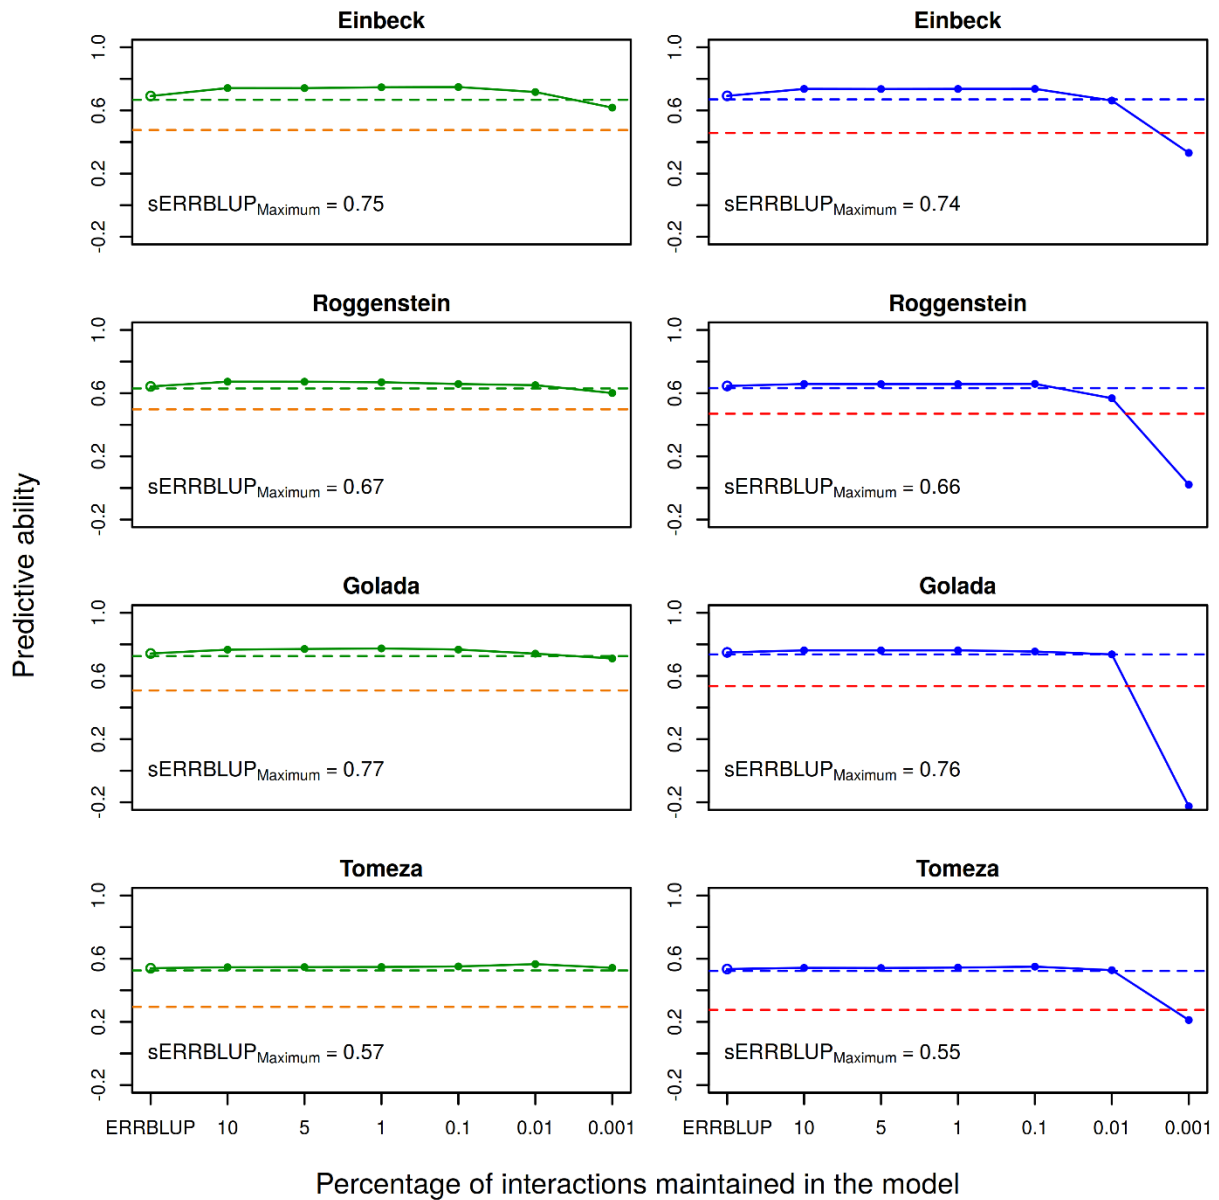 Einbeck
1.0
0.6
0.2
-0.2
sERRBLUPMaximum = 0.75
Einbeck
1.0
0.6
0.2
-0.2
sERRBLUPMaximum = 0.74
Roggenstein
1.0
0.6
0.2
-0.2
sERRBLUPMaximum = 0.67
Roggenstein
1.0
0.6
0.2
-0.2
sERRBLUPMaximum = 0.66
Predictive ability
Golada
1.0
0.6
0.2
-0.2
sERRBLUPMaximum = 0.77
Golada
1.0
0.6
0.2
-0.2
sERRBLUPMaximum = 0.76
Tomeza
1.0
0.6
0.2
-0.2
sERRBLUPMaximum = 0.57
ERRBLUP 10 5 1 0.1 0.01 0.001
Tomeza
1.0
0.6
0.2
-0.2
sERRBLUPMaximum = 0.55
ERRBLUP 10 5 1 0.1 0.01 0.001
Percentage of interactions maintained in the model